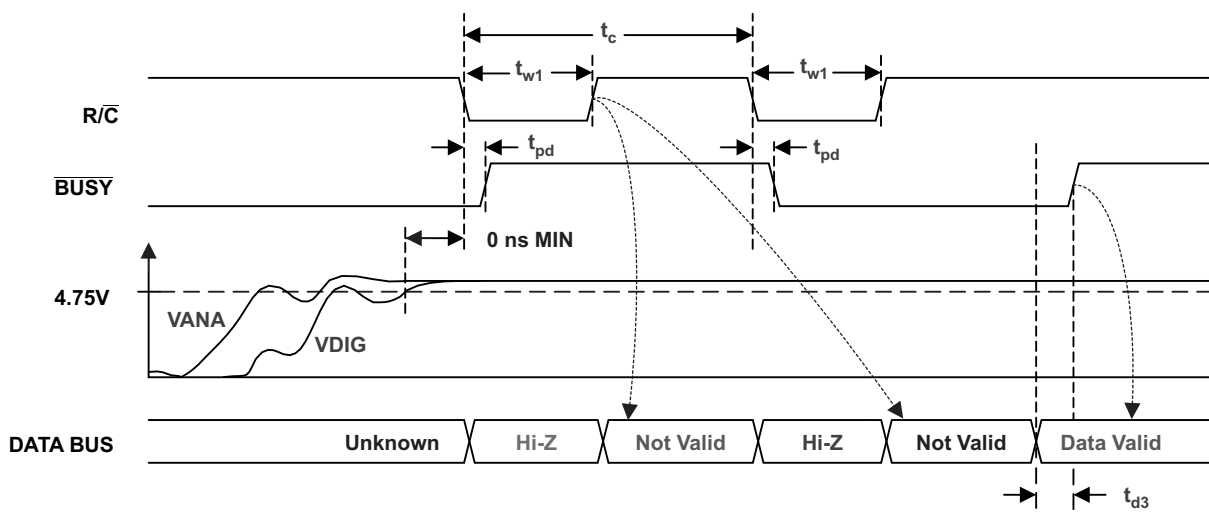 tc
tw1
tw1
R/C̅
tpd
tpd
B̅U̅S̅Y̅
0 ns MIN
4.75V
VANA
VDIG
DATA BUS
Unknown
Hi-Z
Not Valid
Hi-Z
Not Valid
Data Valid
td3